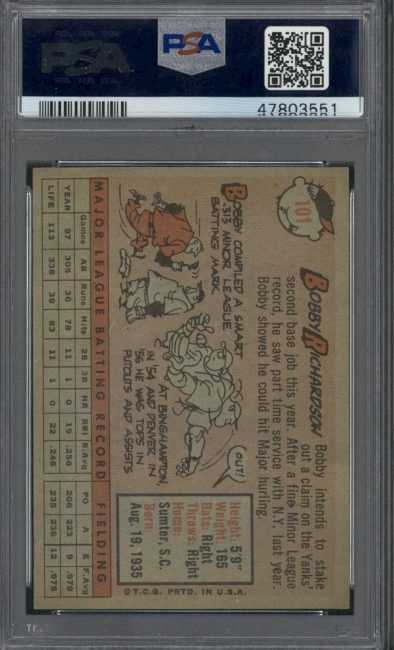 PSA
PSA
47803551
101
BOBBY RICHARDSON
Bobby intends to stake
out a claim on the Yanks'
second base job this year. After a fine Minor League
record, he saw part time service with N.Y. last year.
Bobby showed he could hit Major hurling.
BOBBY COMPILED A SMART
.313 MINOR LEAGUE
BATTING MARK
AT BINGHAMPTON
IN '54 AND DENVER IN
'56 HE WAS TOPS IN
PUTOUTS AND ASSISTS
OUT!
Height: 5'9"
Weight: 165
Bats: Right
Throws: Right
Home:
Sumter, S.C.
Born:
Aug. 19, 1935
MAJOR LEAGUE BATTING RECORD FIELDING
Games AB Runs Hits 2B 3B HR RBI B.Avg PO A E F.Avg
YEAR 97 305 36 78 11 1 0 19 .256 206 223 9 .979
LIFE 113 338 39 83 11 1 0 22 .246 235 236 12 .975
©T.C.G. PRTD. IN U.S.A.